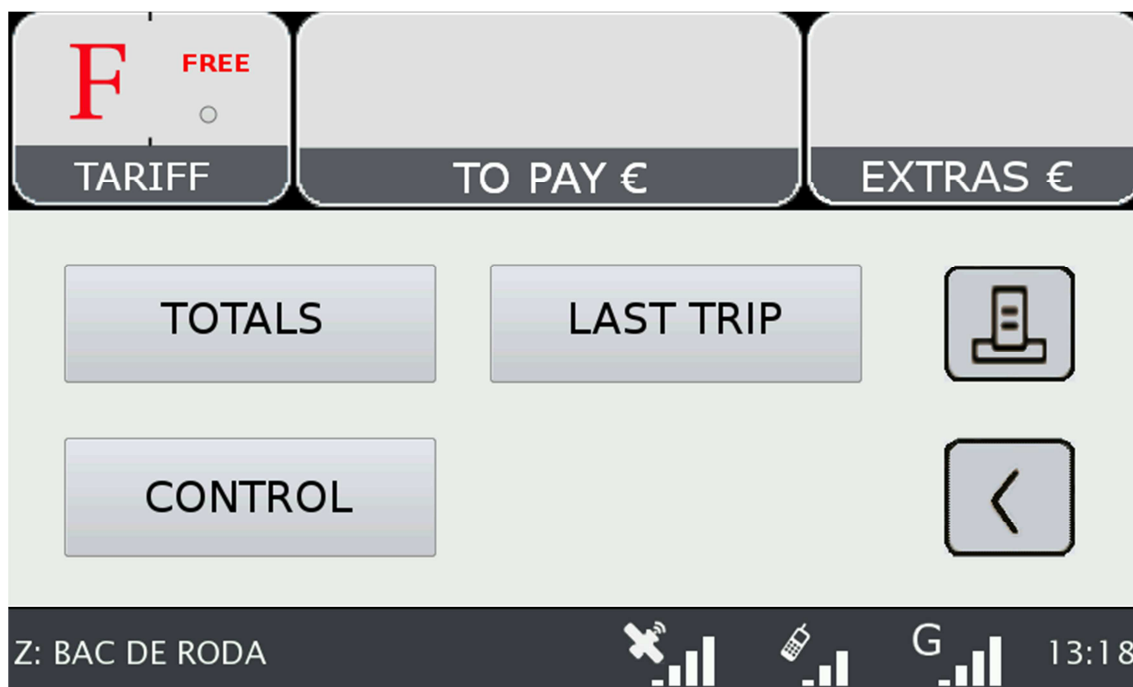 F FREE
TARIFF
TO PAY €
EXTRAS €
TOTALS
LAST TRIP
CONTROL
Z: BAC DE RODA
G
13:18